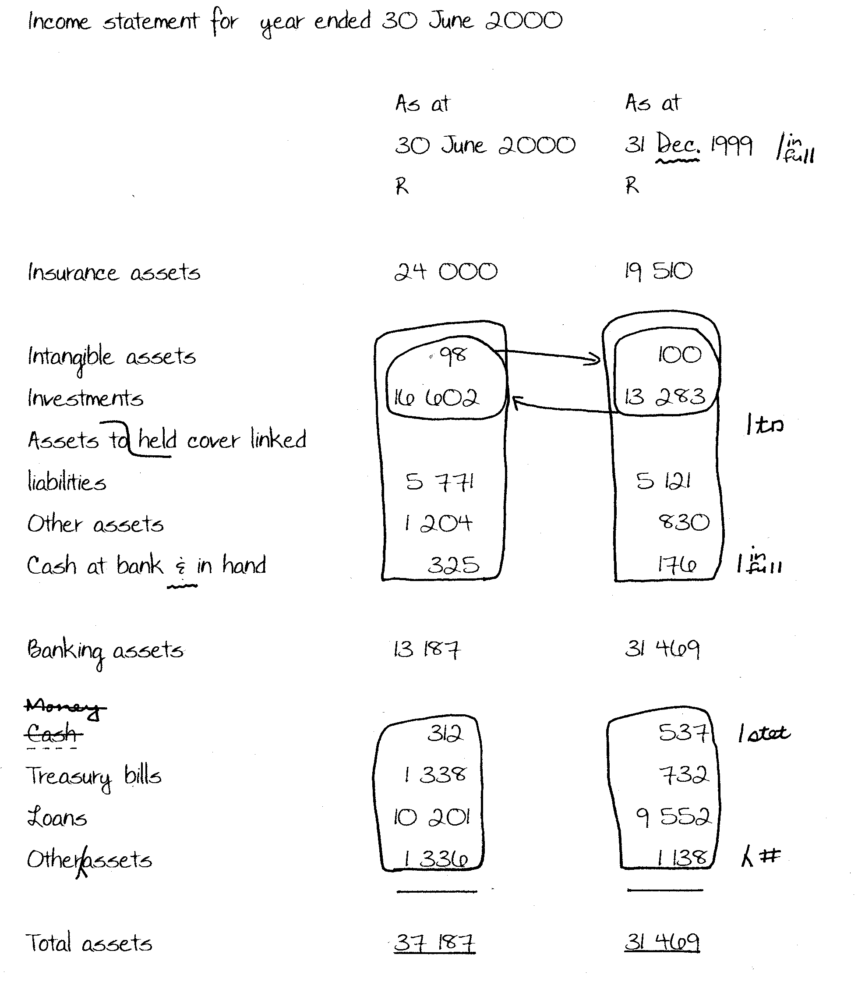 Income statement for year ended 30 June 2000
As at As at
30 June 2000 31 Dec. 1999 / in full
R R
Insurance assets 24 000 19 510
Intangible assets 98 100
Investments 16 602 13 283
Assets to held cover linked / trs
liabilities 5 771 5 121
Other assets 1 204 830
Cash at bank & in hand 325 176 / in full
Banking assets 13 187 31 469
Money
Cash 312 537 / stet
Treasury bills 1 338 732
Loans 10 201 9 552
Other/assets 1 336 1 138 #
Total assets 37 187 31 469